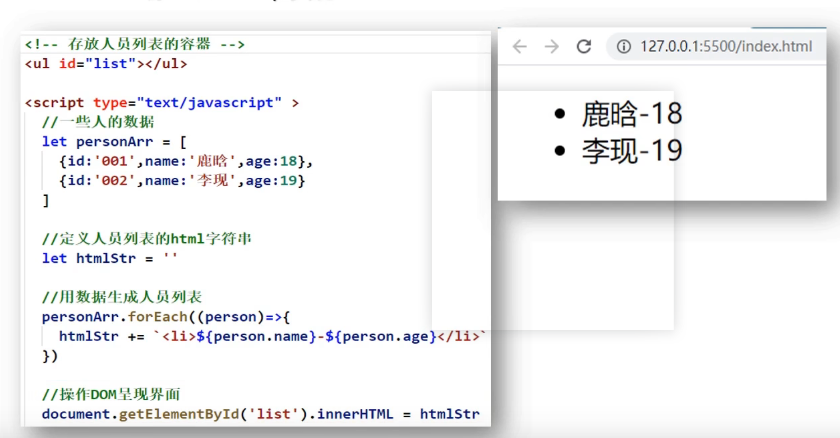 <!-- 存放人员列表的容器 -->
<ul id="list"></ul>
<script type="text/javascript" >
//一些人的数据
let personArr = [
{id:'001',name:'鹿晗',age:18},
{id:'002',name:'李现',age:19}
]
//定义人员列表的html字符串
let htmlStr = ''
//用数据生成人员列表
personArr.forEach((person)=>{
htmlStr += `<li>${person.name}-${person.age}</li>`
})
//操作DOM呈现界面
document.getElementById('list').innerHTML = htmlStr
127.0.0.1:5500/index.html
• 鹿晗-18
• 李现-19